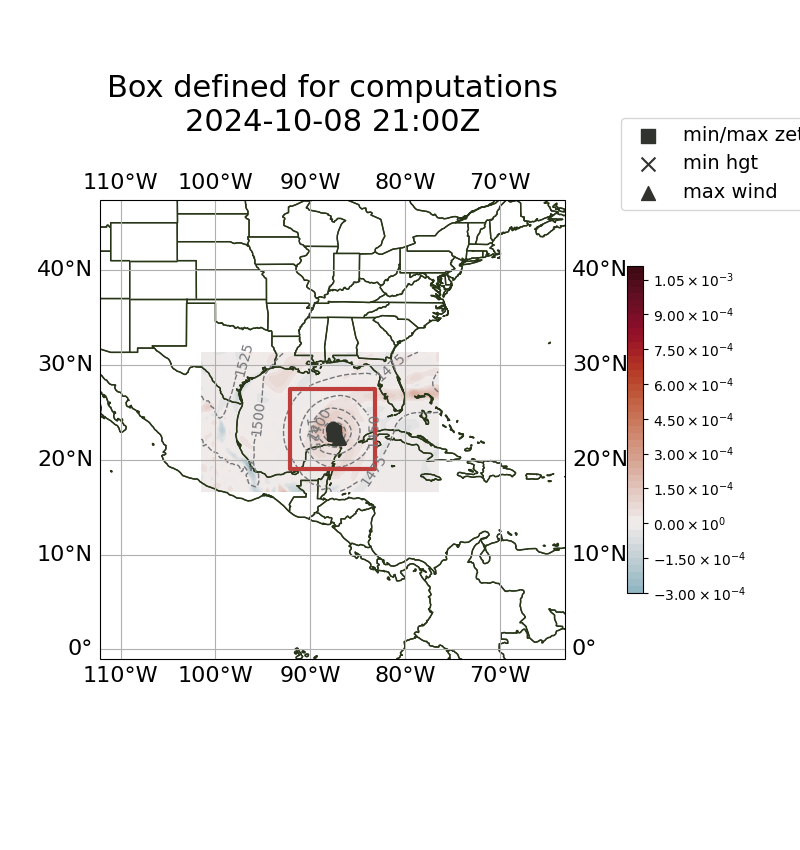 Box defined for computations
2024-10-08 21:00Z
min/max zet
min hgt
max wind
110°W 100°W 90°W 80°W 70°W
40°N 40°N
30°N 30°N
20°N 20°N
10°N 10°N
0° 0°
110°W 100°W 90°W 80°W 70°W
1525
1500
1475
1475
1.05 × 10⁻³
9.00 × 10⁻⁴
7.50 × 10⁻⁴
6.00 × 10⁻⁴
4.50 × 10⁻⁴
3.00 × 10⁻⁴
1.50 × 10⁻⁴
0.00 × 10⁰
−1.50 × 10⁻⁴
−3.00 × 10⁻⁴